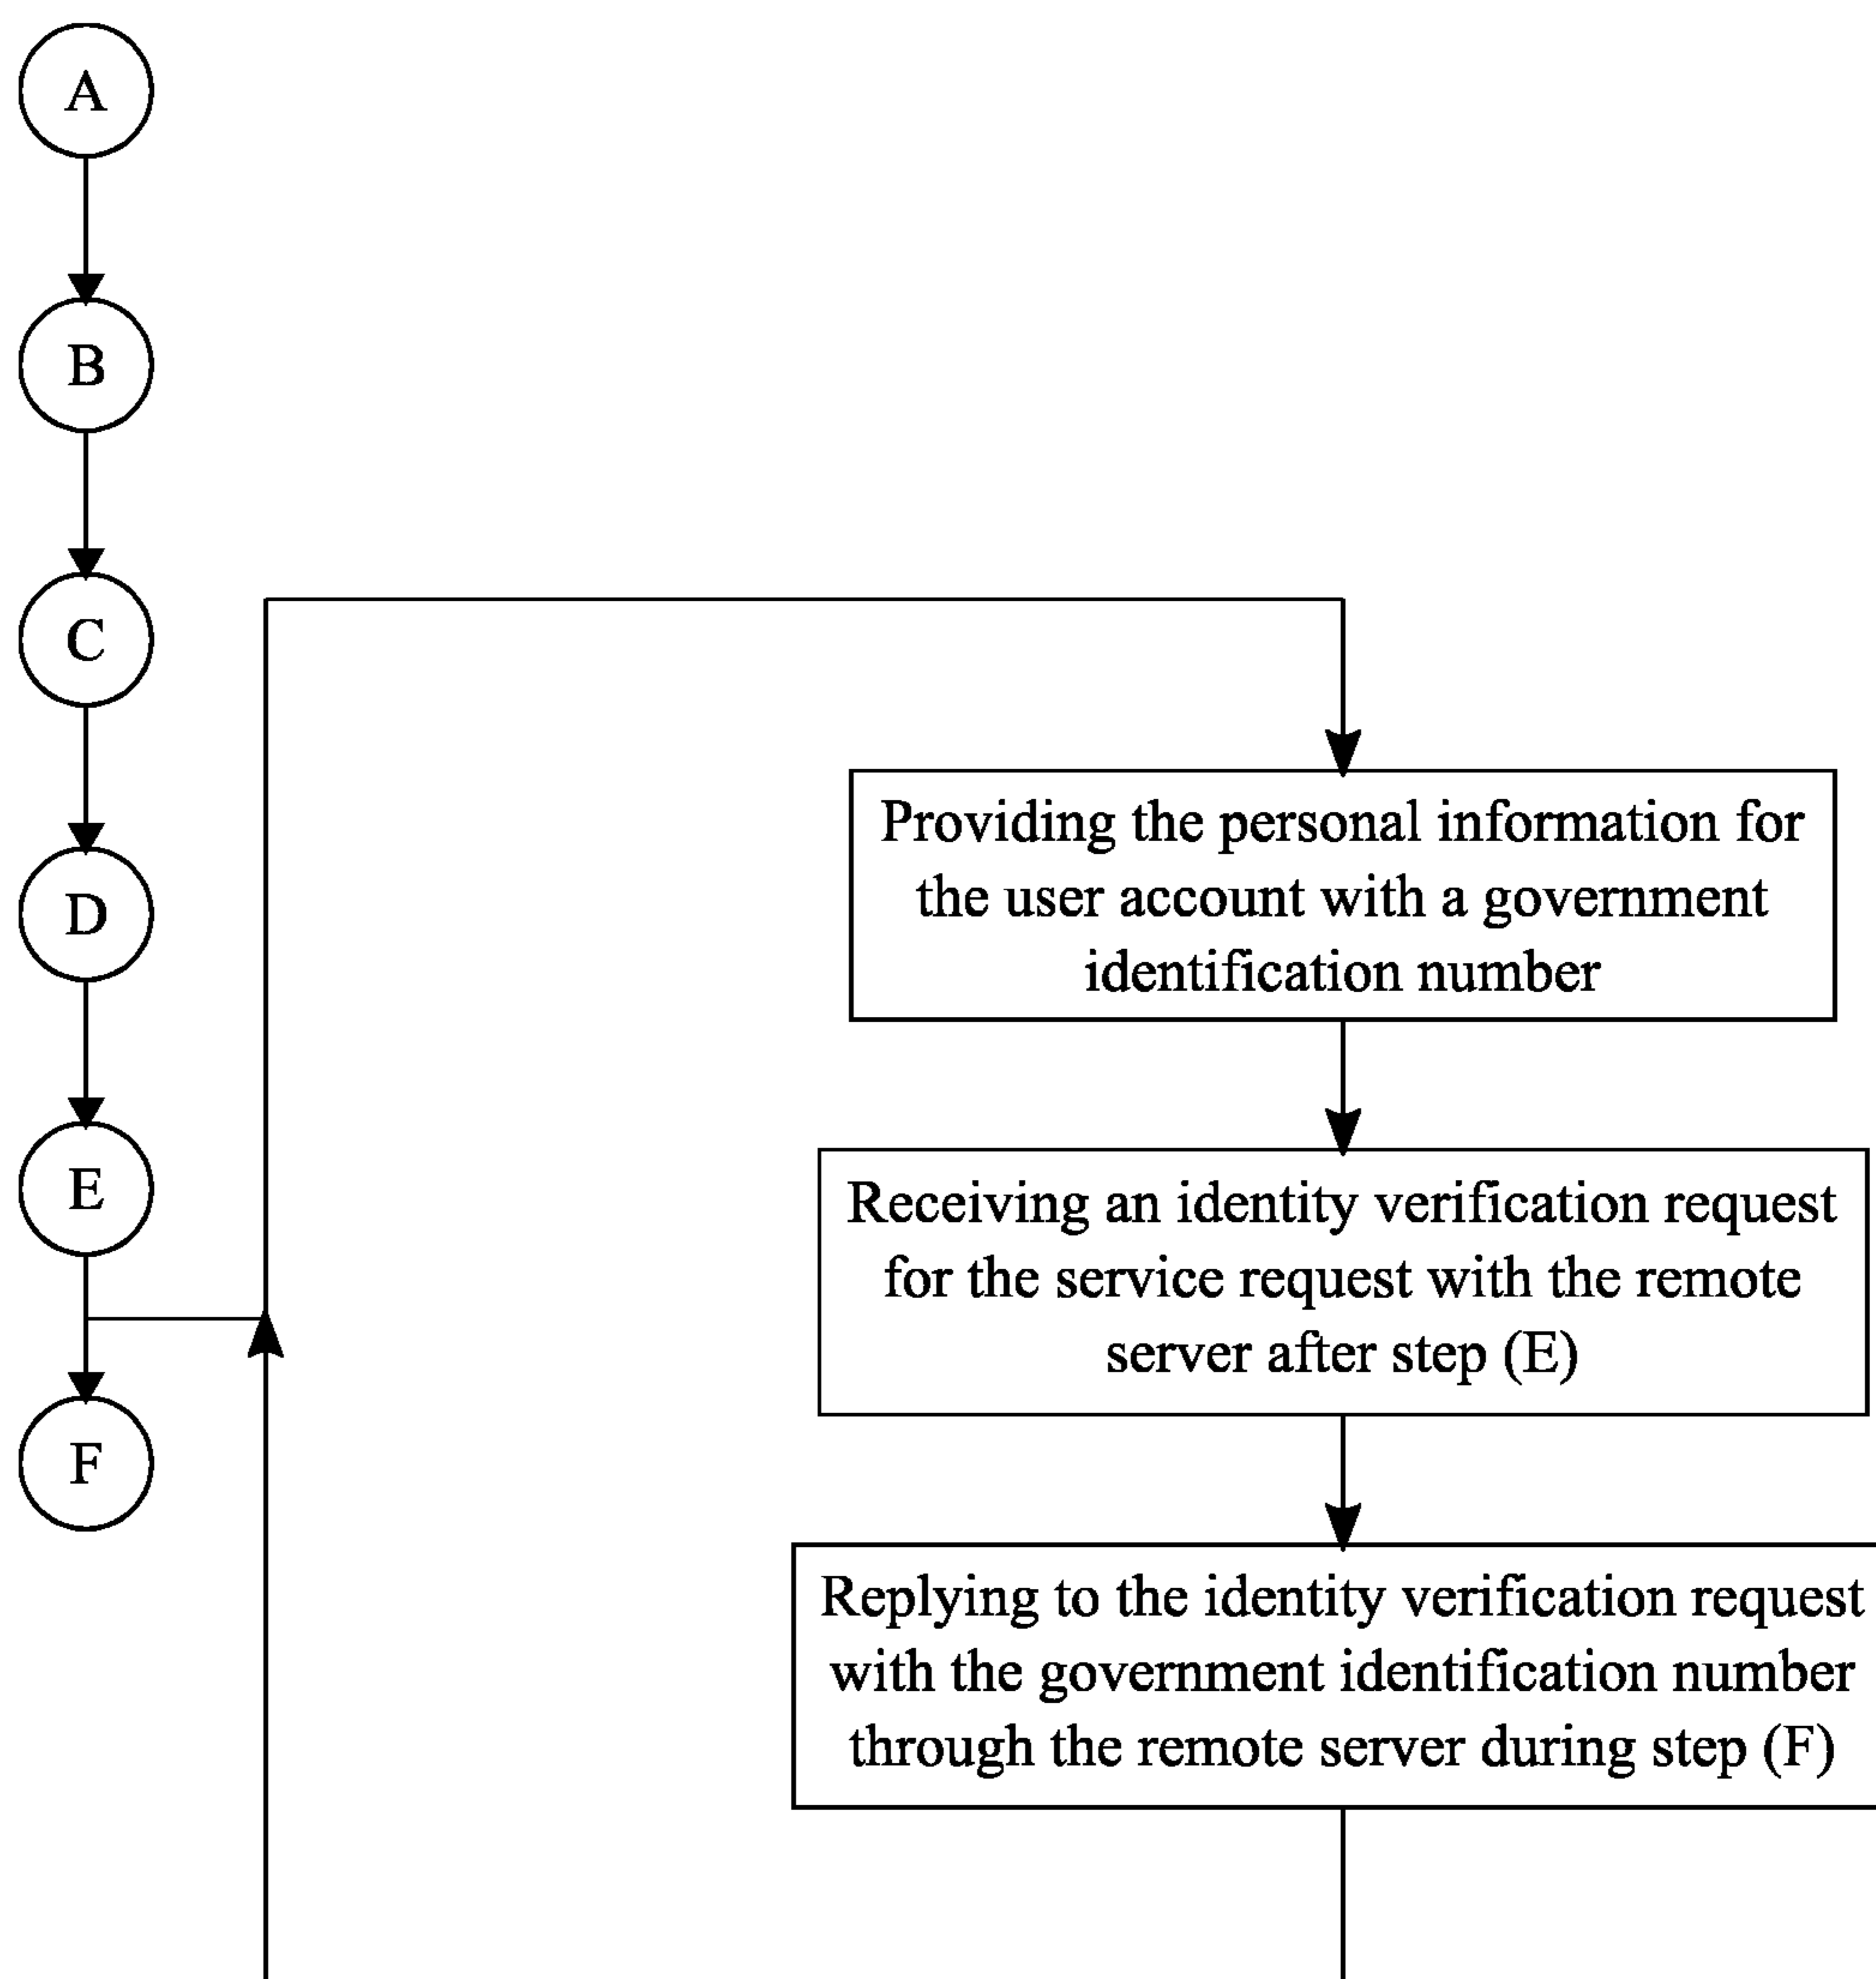 A
B
C
D
E
F
Providing the personal information for
the user account with a government
identification number
Receiving an identity verification request
for the service request with the remote
server after step (E)
Replying to the identity verification request
with the government identification number
through the remote server during step (F)